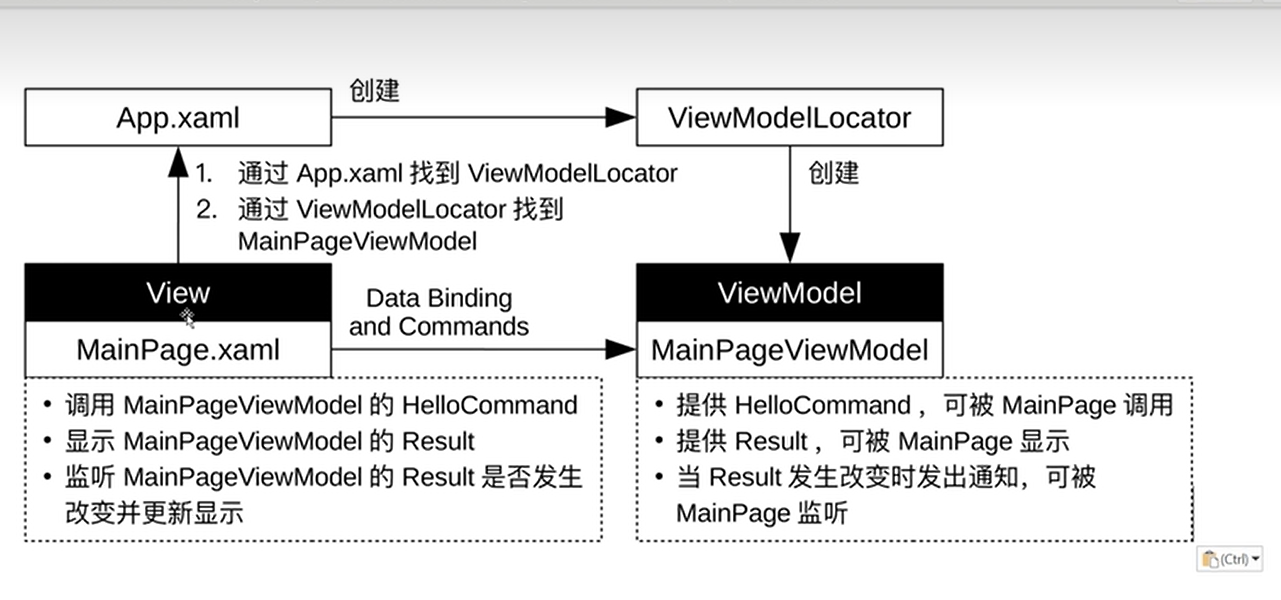 创建
App.xaml
ViewModelLocator
1. 通过 App.xaml 找到 ViewModelLocator
2. 通过 ViewModelLocator 找到
MainPageViewModel
创建
View
MainPage.xaml
Data Binding
and Commands
ViewModel
MainPageViewModel
• 调用 MainPageViewModel 的 HelloCommand
• 显示 MainPageViewModel 的 Result
• 监听 MainPageViewModel 的 Result 是否发生
改变并更新显示
• 提供 HelloCommand ，可被 MainPage 调用
• 提供 Result ，可被 MainPage 显示
• 当 Result 发生改变时发出通知，可被
MainPage 监听
(Ctrl)